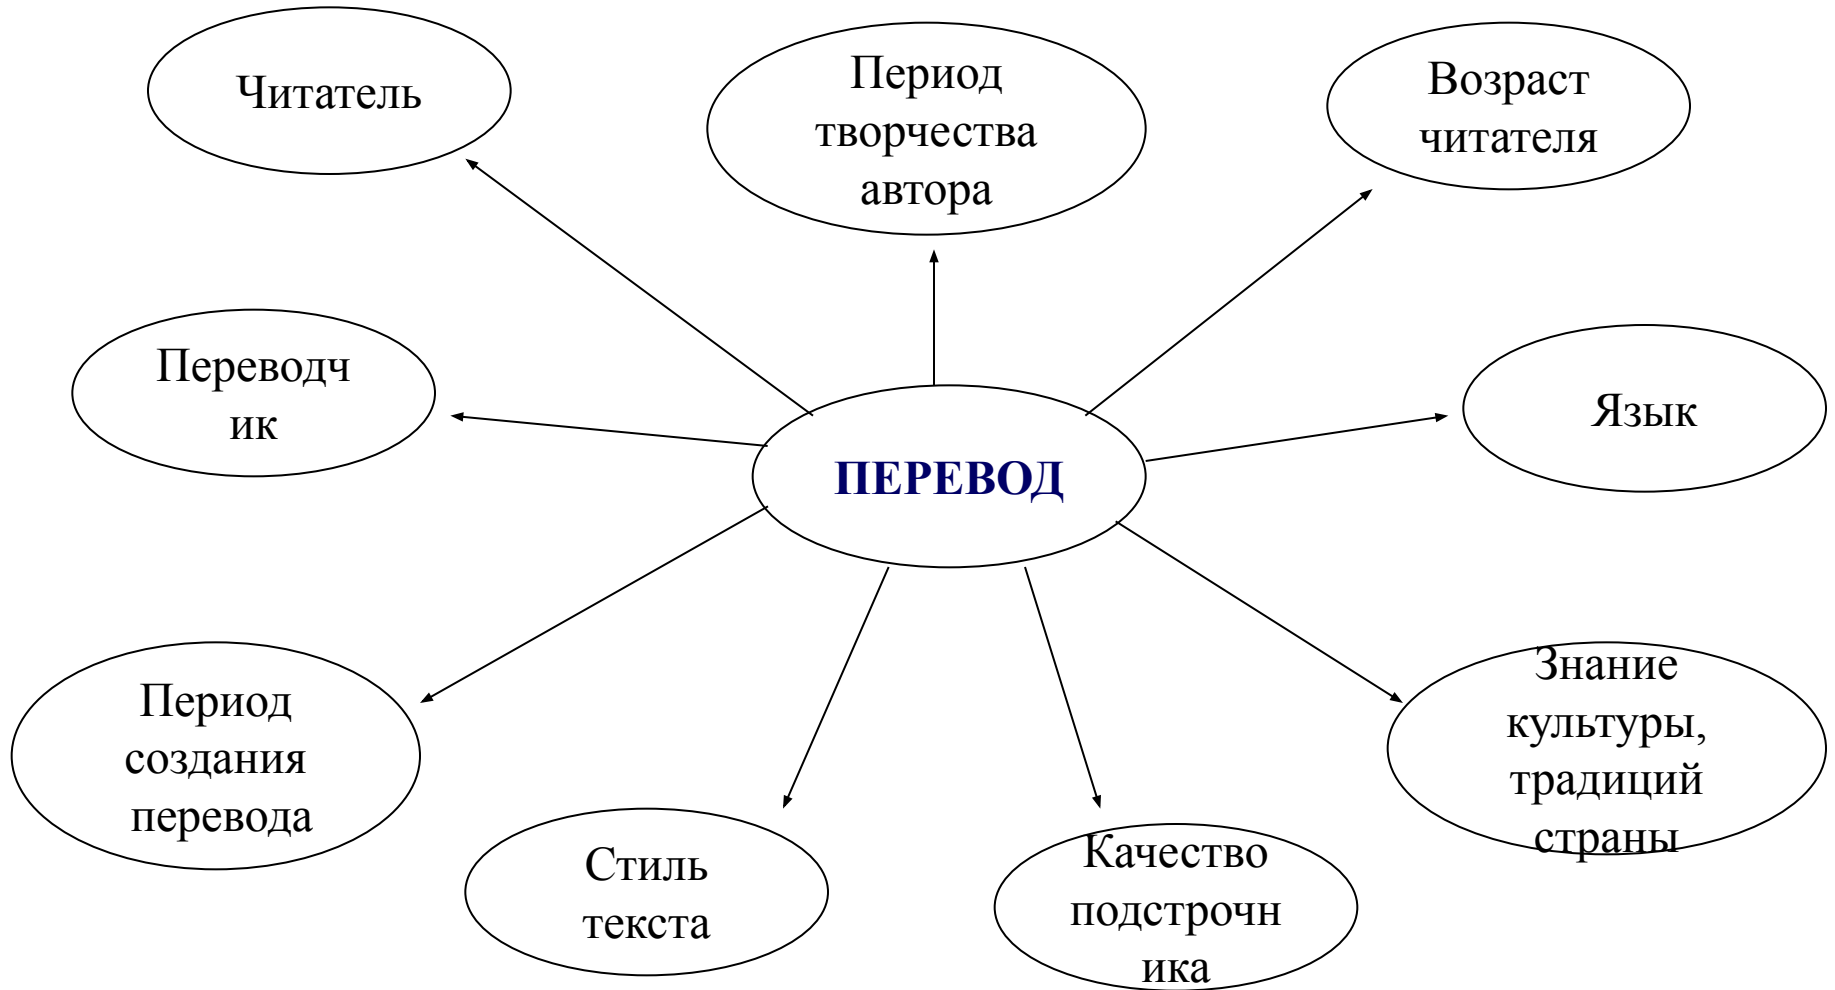 Читатель
Период
творчества
автора
Возраст
читателя
Переводч
ик
Язык
ПЕРЕВОД
Период
создания
перевода
Знание
культуры,
традиций
страны
Стиль
текста
Качество
подстрочн
ика